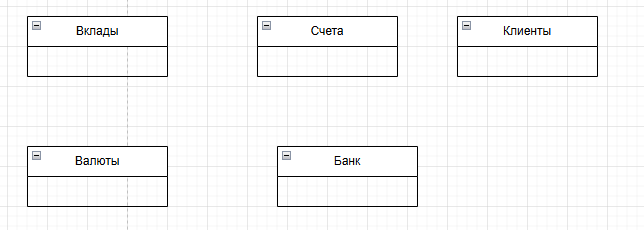 Вклады
Счета
Клиенты
Валюты
Банк